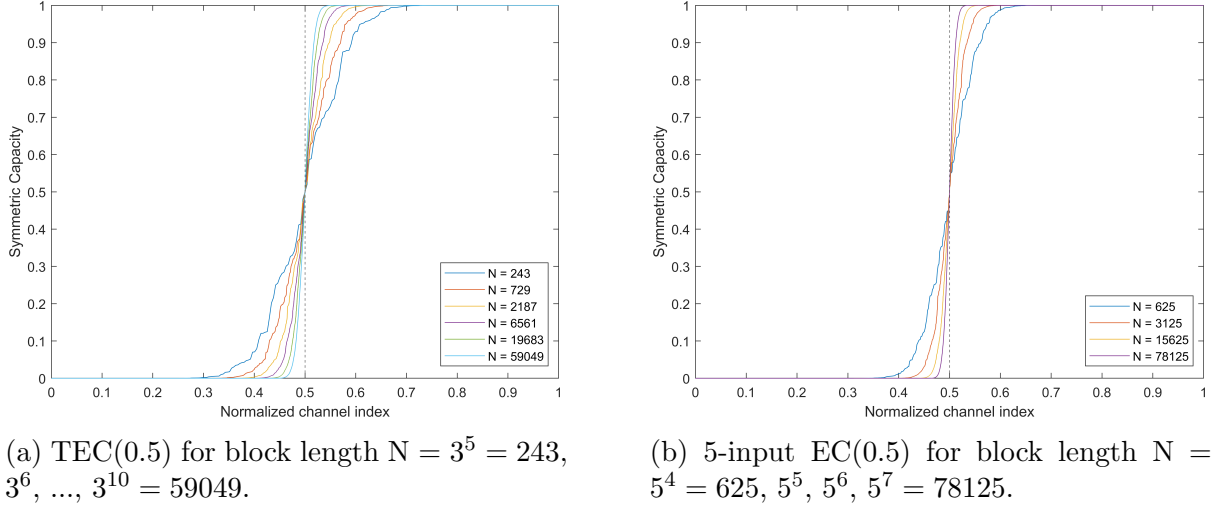 1
0.9
0.8
0.7
0.6
0.5
0.4
0.3
0.2
0.1
0
Symmetric Capacity
N = 243
N = 729
N = 2187
N = 6561
N = 19683
N = 59049
0 0.1 0.2 0.3 0.4 0.5 0.6 0.7 0.8 0.9 1
Normalized channel index
(a) TEC(0.5) for block length N = 3^5 = 243,
3^6, ..., 3^10 = 59049.
1
0.9
0.8
0.7
0.6
0.5
0.4
0.3
0.2
0.1
0
Symmetric Capacity
N = 625
N = 3125
N = 15625
N = 78125
0 0.1 0.2 0.3 0.4 0.5 0.6 0.7 0.8 0.9 1
Normalized channel index
(b) 5-input EC(0.5) for block length N =
5^4 = 625, 5^5, 5^6, 5^7 = 78125.